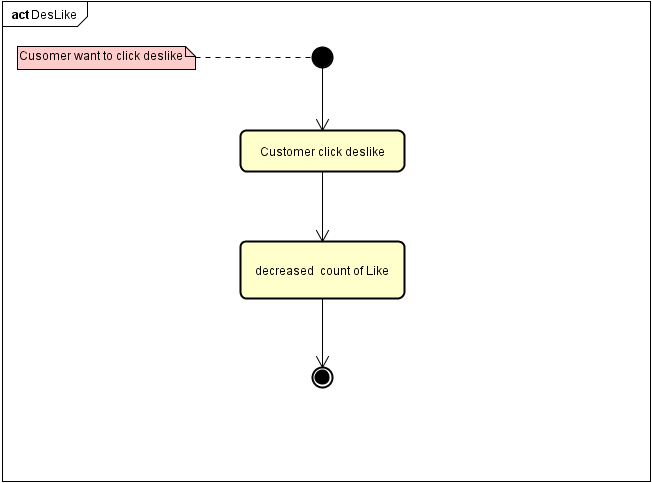 act DesLike
Cusomer want to click deslike
Customer click deslike
decreased count of Like